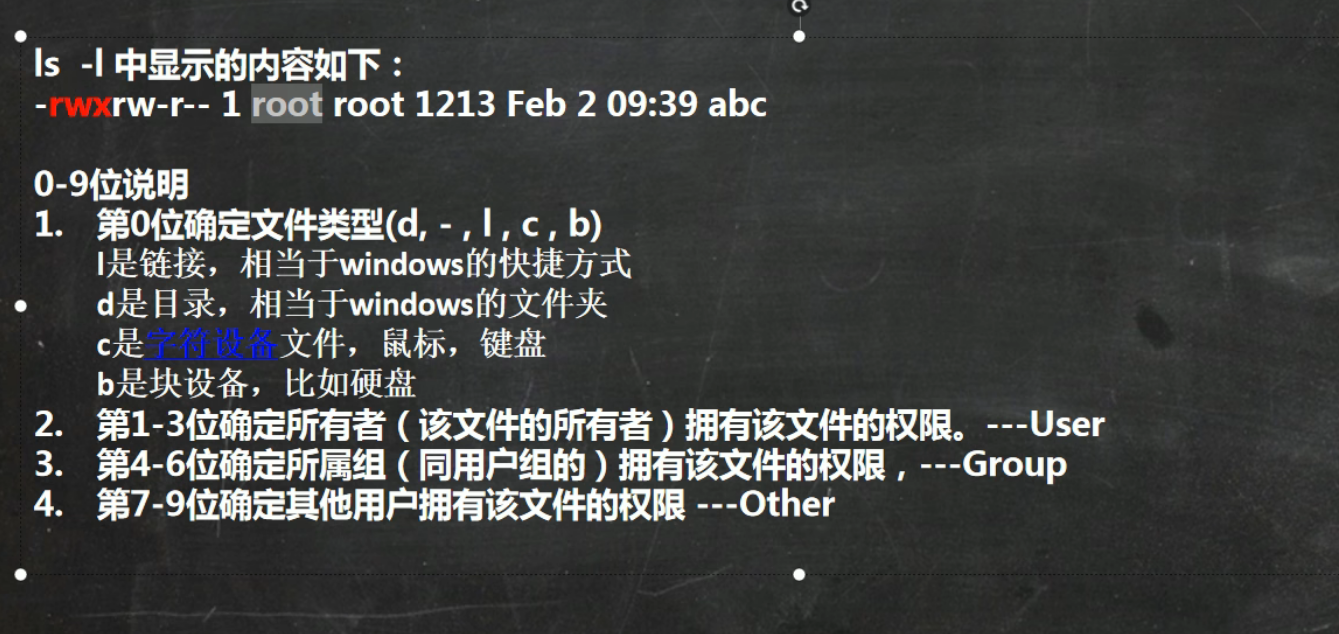 ls -l 中显示的内容如下：
-rwxrw-r-- 1 root root 1213 Feb 2 09:39 abc
0-9位说明
1. 第0位确定文件类型(d, - , l , c , b)
l是链接，相当于windows的快捷方式
d是目录，相当于windows的文件夹
c是字符设备文件，鼠标，键盘
b是块设备，比如硬盘
2. 第1-3位确定所有者（该文件的所有者）拥有该文件的权限。---User
3. 第4-6位确定所属组（同用户组的）拥有该文件的权限，---Group
4. 第7-9位确定其他用户拥有该文件的权限 ---Other